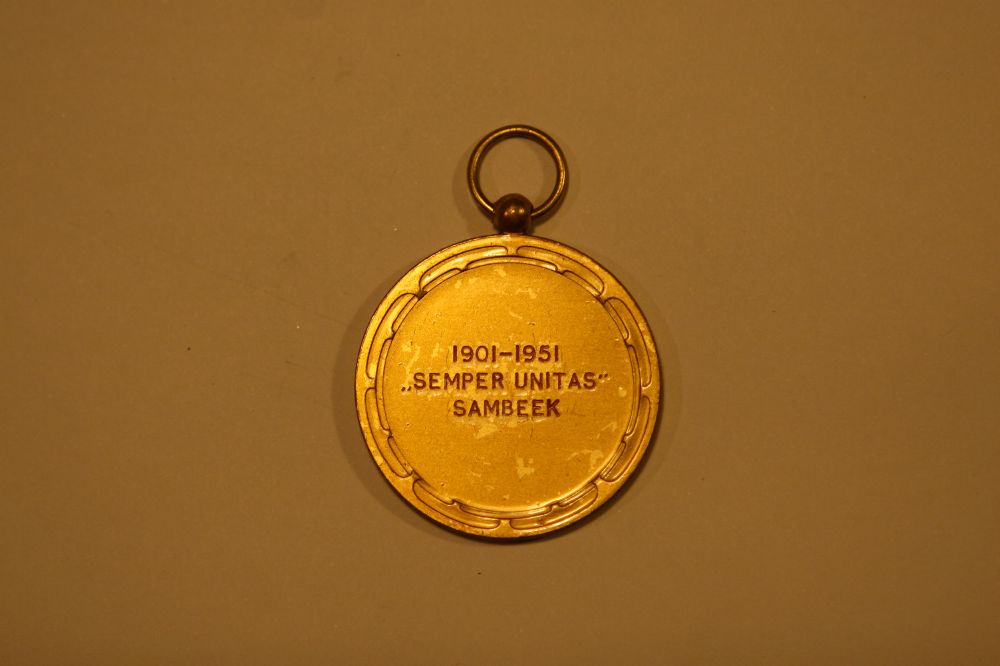 1901-1951
„SEMPER UNITAS“
SAMBEEK